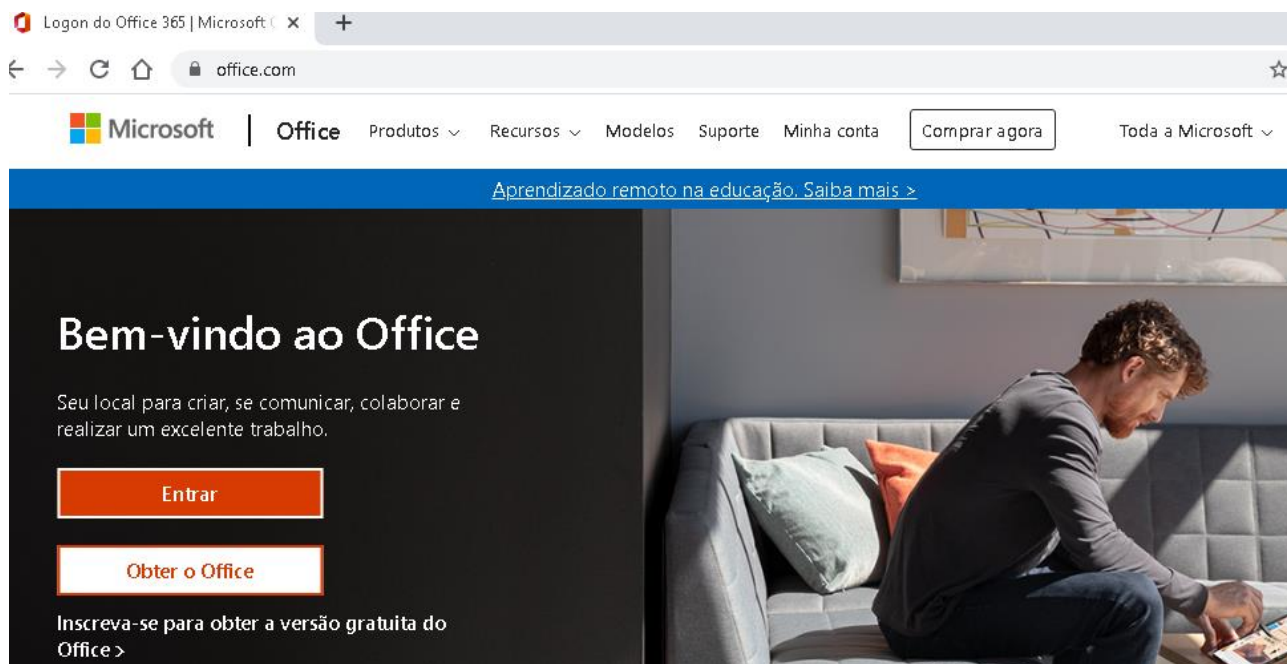 Logon do Office 365 | Microsoft
office.com
Microsoft | Office Produtos Recursos Modelos Suporte Minha conta Comprar agora Toda a Microsoft
Aprendizado remoto na educação. Saiba mais >
Bem-vindo ao Office
Seu local para criar, se comunicar, colaborar e
realizar um excelente trabalho.
Entrar
Obter o Office
Inscreva-se para obter a versão gratuita do
Office >